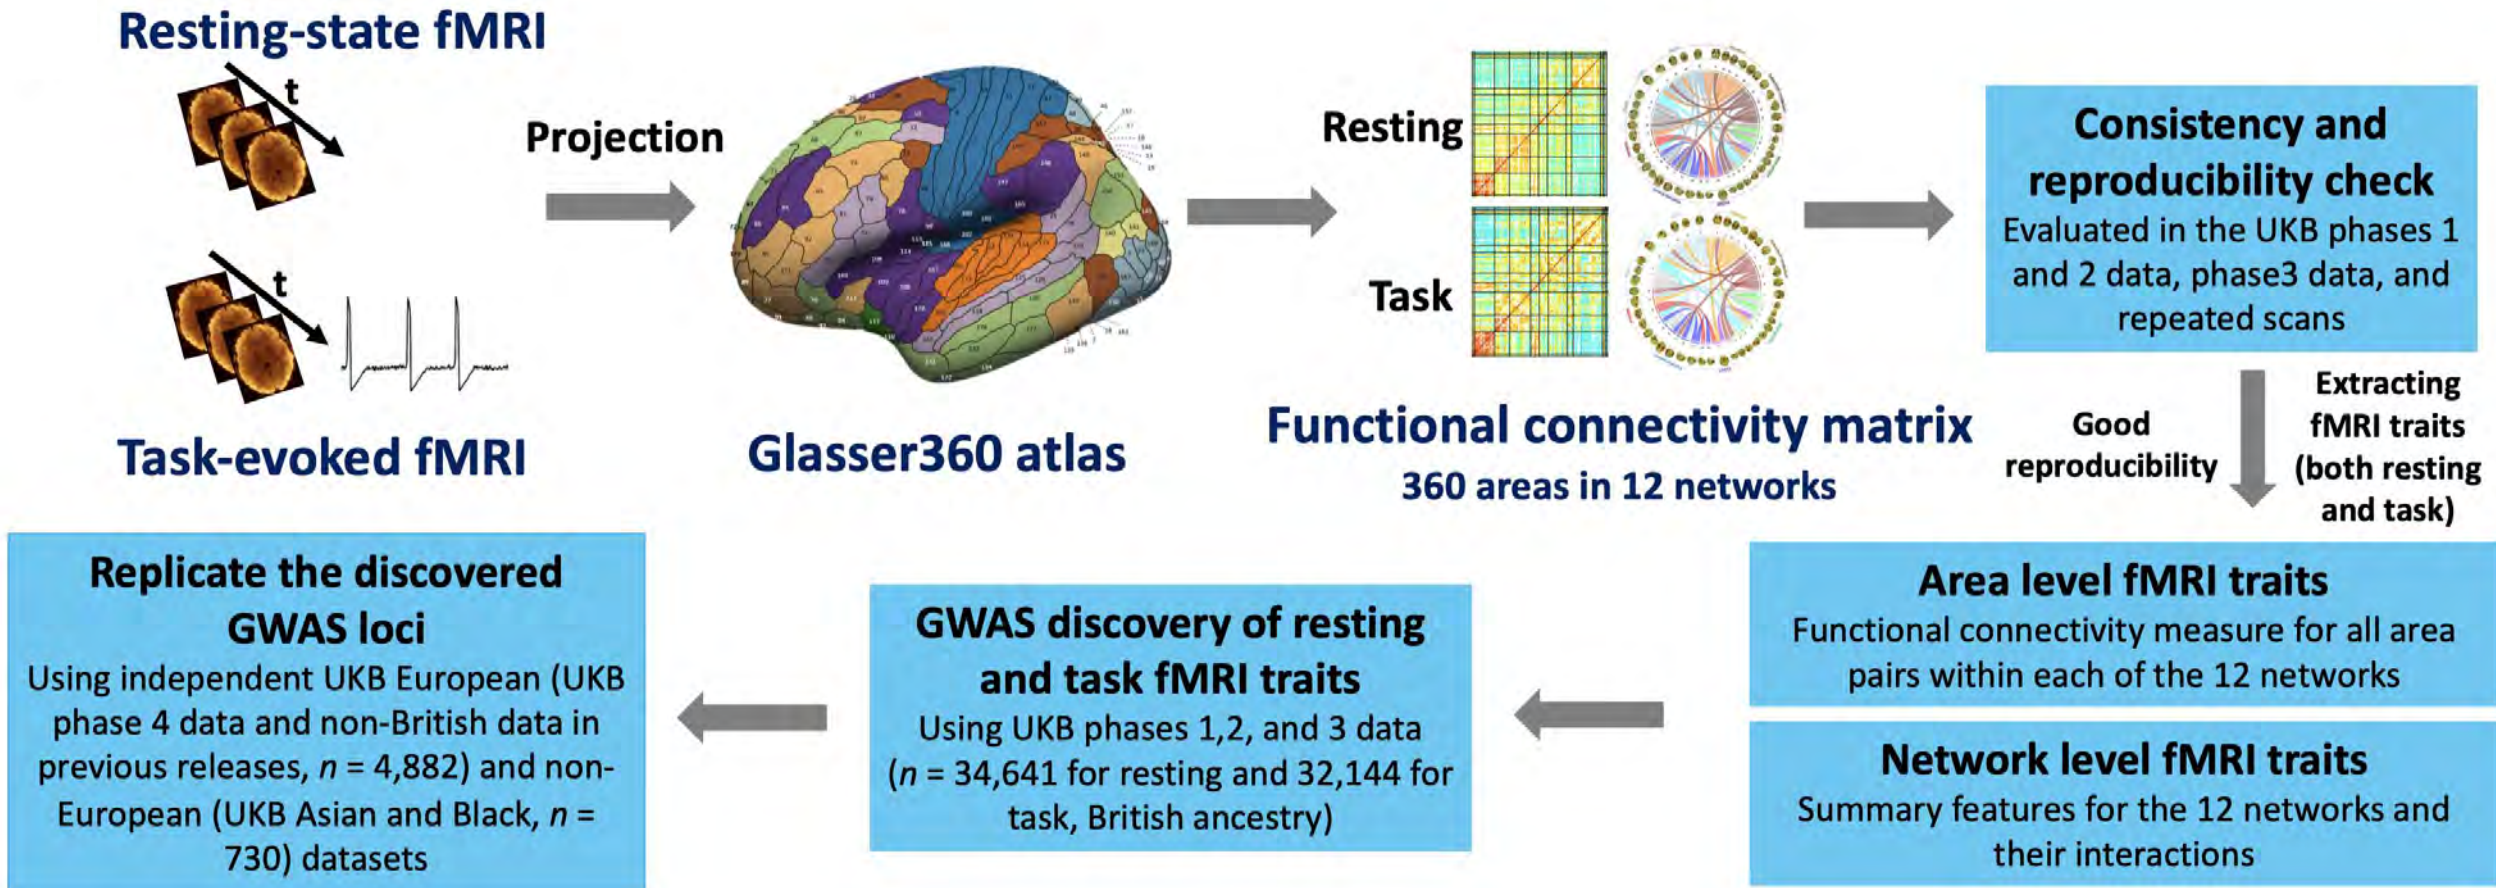 Resting-state fMRI
t
t
Task-evoked fMRI
Projection
Glasser360 atlas
Resting
Task
Functional connectivity matrix
360 areas in 12 networks
Consistency and
reproducibility check
Evaluated in the UKB phases 1
and 2 data, phase3 data, and
repeated scans
Good
reproducibility
Extracting
fMRI traits
(both resting
and task)
Area level fMRI traits
Functional connectivity measure for all area
pairs within each of the 12 networks
Network level fMRI traits
Summary features for the 12 networks and
their interactions
GWAS discovery of resting
and task fMRI traits
Using UKB phases 1,2, and 3 data
(n = 34,641 for resting and 32,144 for
task, British ancestry)
Replicate the discovered
GWAS loci
Using independent UKB European (UKB
phase 4 data and non-British data in
previous releases, n = 4,882) and non-
European (UKB Asian and Black, n =
730) datasets